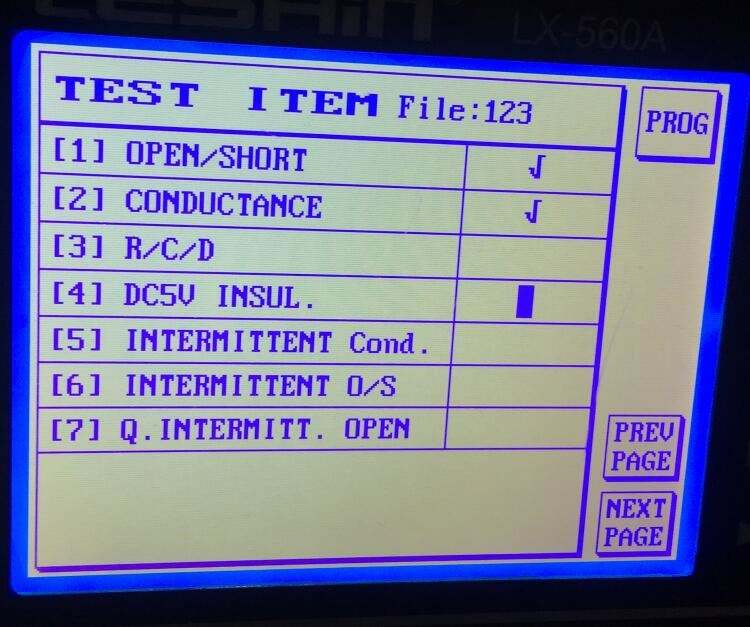 LX-560A
TEST ITEM File:123
PROG
[1] OPEN/SHORT √
[2] CONDUCTANCE √
[3] R/C/D
[4] DC5V INSUL.
[5] INTERMITTENT Cond.
[6] INTERMITTENT O/S
[7] Q.INTERMITT. OPEN
PREV
PAGE
NEXT
PAGE